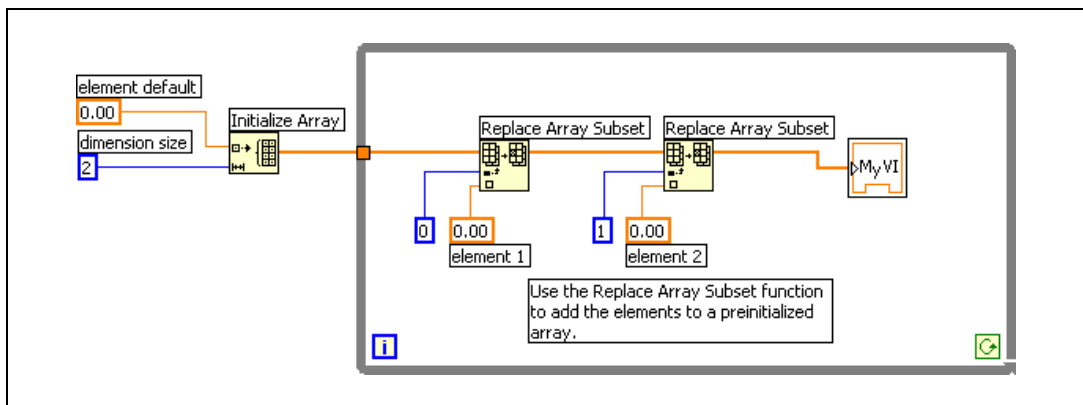 element default
0.00
dimension size
2
Initialize Array
Replace Array Subset
0
0.00
element 1
Replace Array Subset
1
0.00
element 2
My VI
Use the Replace Array Subset function
to add the elements to a preinitialized
array.
i